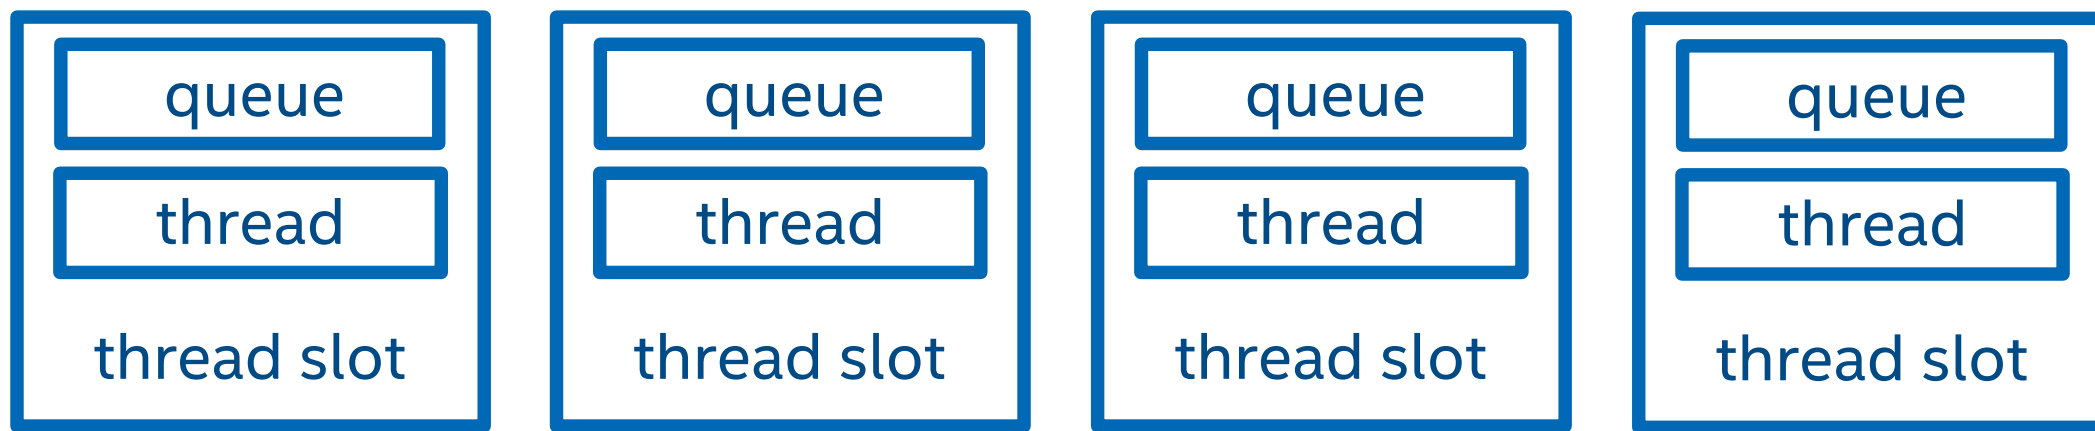 queue queue queue queue
thread thread thread thread
thread slot thread slot thread slot thread slot